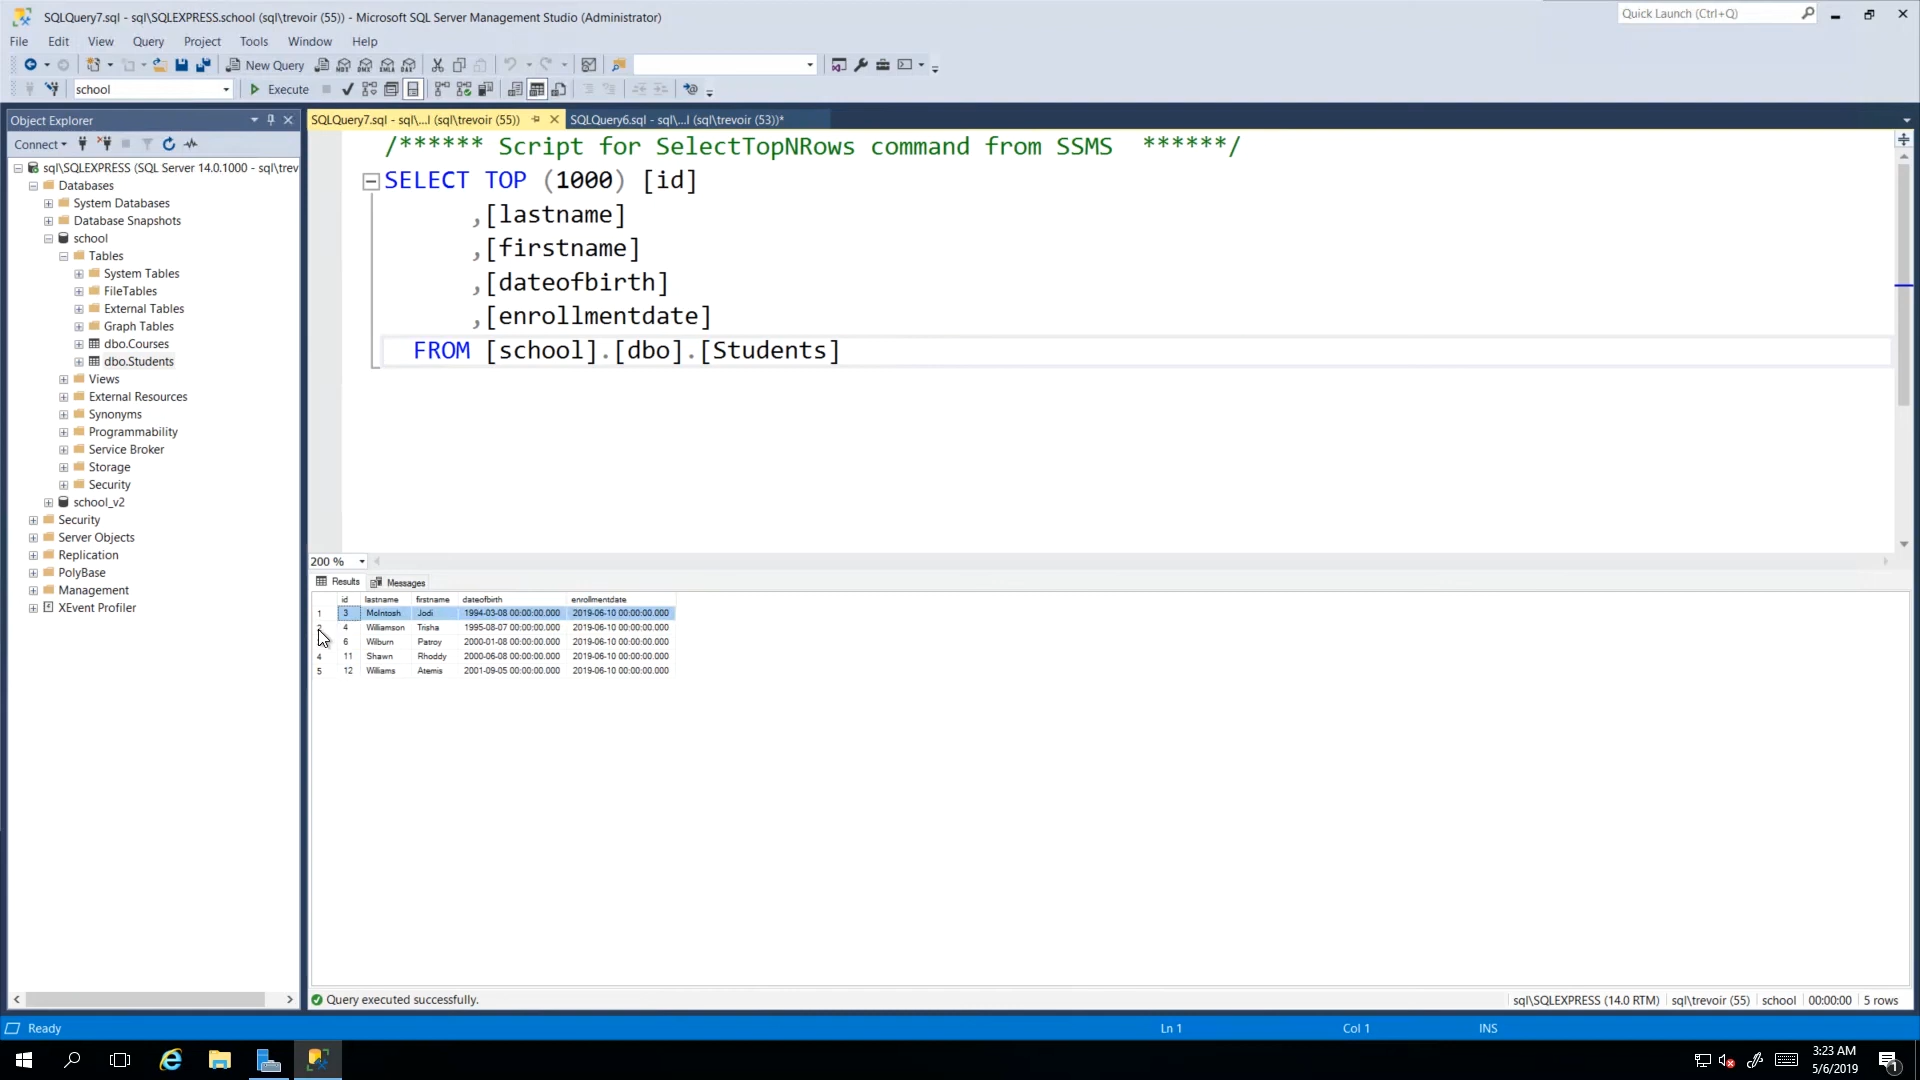 SQLQuery7.sql - sql\SQLEXPRESS.school (sql\trevoir (55)) - Microsoft SQL Server Management Studio (Administrator)
Quick Launch (Ctrl+Q)
File Edit View Query Project Tools Window Help
New Query
school Execute
Object Explorer
SQLQuery7.sql - sql\...l (sql\trevoir (55)) SQLQuery6.sql - sql\...l (sql\trevoir (53))*
Connect
sql\SQLEXPRESS (SQL Server 14.0.1000 - sql\trev
Databases
System Databases
Database Snapshots
school
Tables
System Tables
FileTables
External Tables
Graph Tables
dbo.Courses
dbo.Students
Views
External Resources
Synonyms
Programmability
Service Broker
Storage
Security
school_v2
Security
Server Objects
Replication
PolyBase
Management
XEvent Profiler
/****** Script for SelectTopNRows command from SSMS ******/
SELECT TOP (1000) [id]
,[lastname]
,[firstname]
,[dateofbirth]
,[enrollmentdate]
FROM [school].[dbo].[Students]
200 %
Results Messages
id lastname firstname dateofbirth enrollmentdate
1 3 McIntosh Jodi 1994-03-08 00:00:00.000 2019-06-10 00:00:00.000
2 4 Williamson Trisha 1995-08-07 00:00:00.000 2019-06-10 00:00:00.000
6 Wilburn Patroy 2000-01-08 00:00:00.000 2019-06-10 00:00:00.000
4 11 Shawn Rhoddy 2000-06-08 00:00:00.000 2019-06-10 00:00:00.000
5 12 Williams Atemis 2001-09-05 00:00:00.000 2019-06-10 00:00:00.000
Query executed successfully.
sql\SQLEXPRESS (14.0 RTM) sql\trevoir (55) school 00:00:00 5 rows
Ready Ln 1 Col 1 INS
3:23 AM
5/6/2019
1